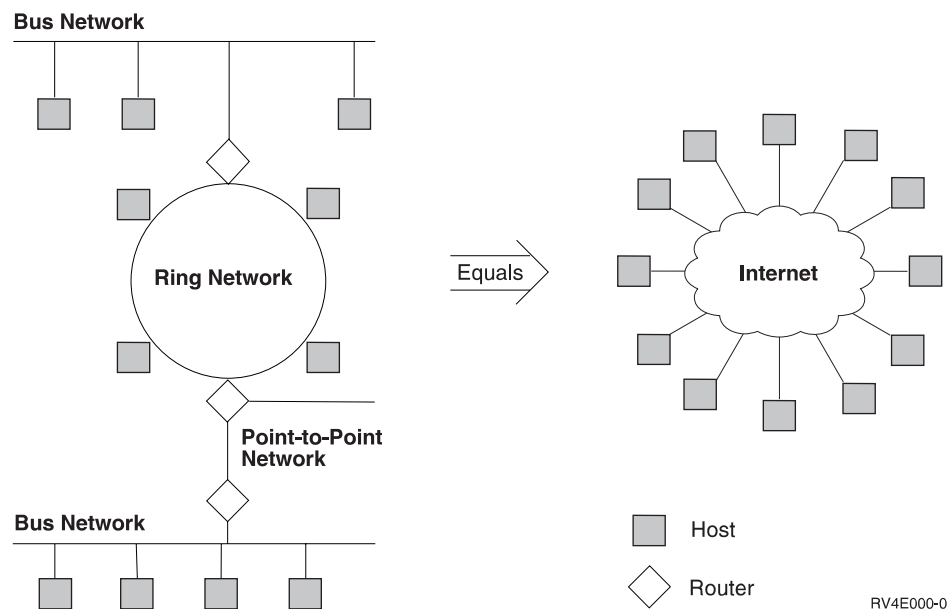 Bus Network
Ring Network
Point-to-Point
Network
Bus Network
Equals
Internet
Host
Router
RV4E000-0